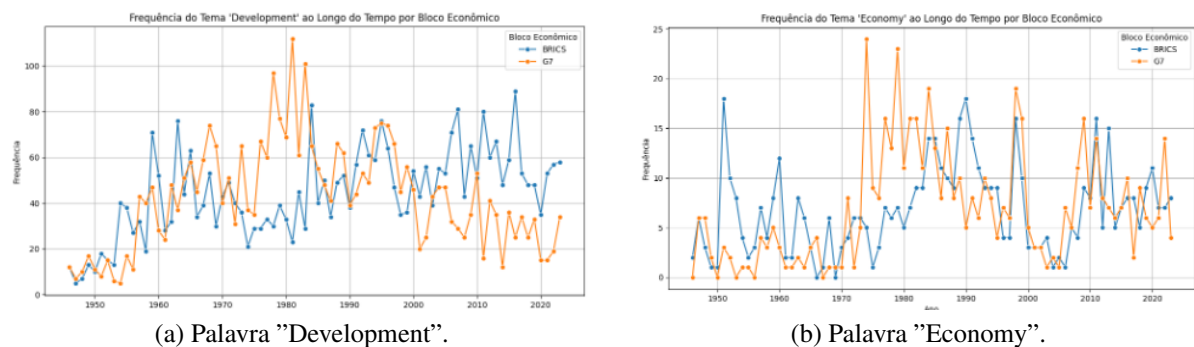 Frequência do Tema 'Development' ao Longo do Tempo por Bloco Econômico
Bloco Econômico
BRICS
G7
Frequência
100
80
60
40
20
0
1950 1960 1970 1980 1990 2000 2010 2020
(a) Palavra ”Development”.
Frequência do Tema 'Economy' ao Longo do Tempo por Bloco Econômico
Bloco Econômico
BRICS
G7
Frequência
25
20
15
10
5
0
1950 1960 1970 1980 1990 2000 2010 2020
Ano
(b) Palavra ”Economy”.